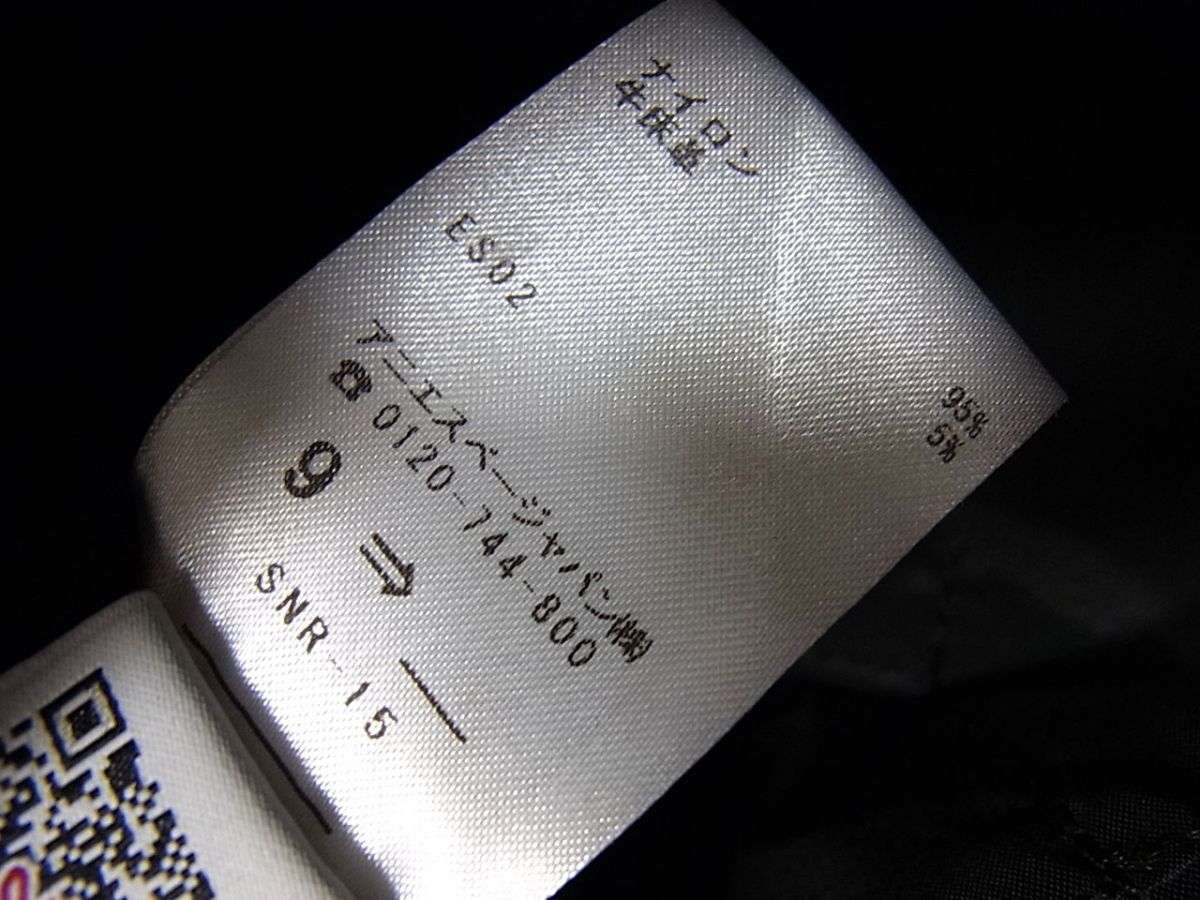 ナイロン 95%
牛床革 5%
ES02
アニエスベージャパン㈱
☎0120-744-800
9 ⇒ —
SNR-15